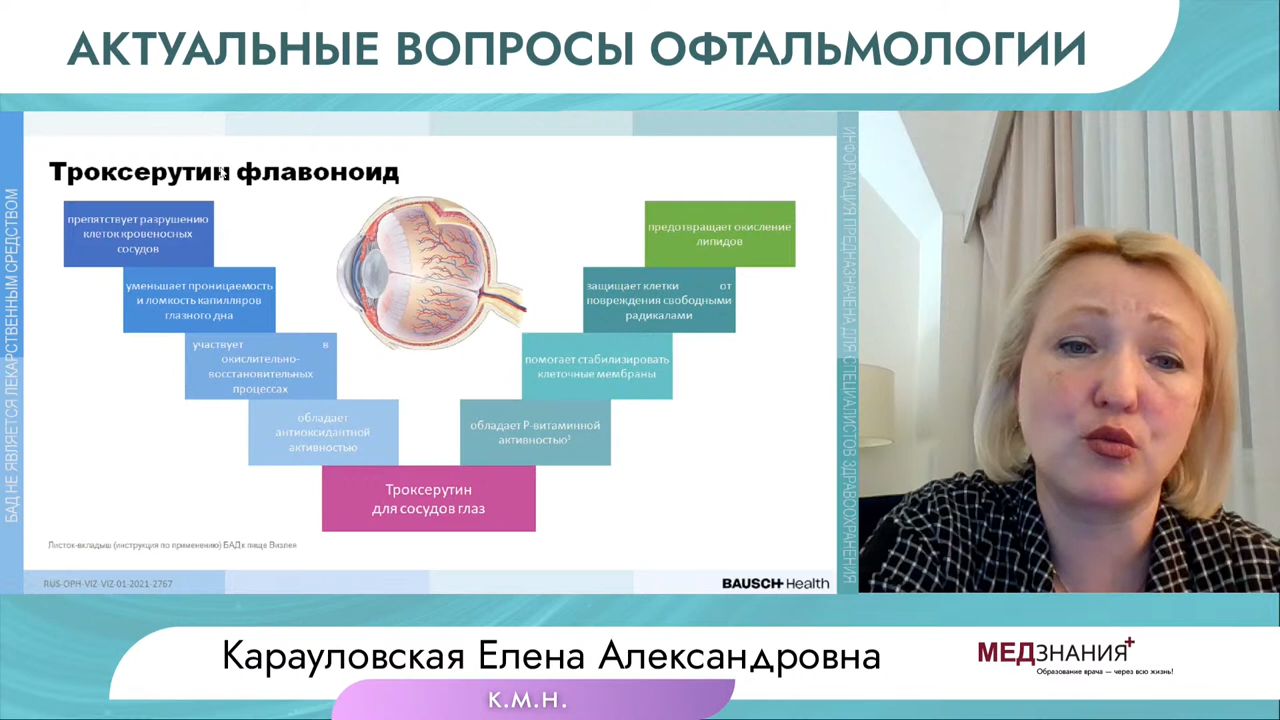 АКТУАЛЬНЫЕ ВОПРОСЫ ОФТАЛЬМОЛОГИИ
БАД НЕ ЯВЛЯЕТСЯ ЛЕКАРСТВЕННЫМ СРЕДСТВОМ
Троксерутин флавоноид
препятствует разрушению
клеток кровеносных
сосудов
уменьшает проницаемость
и ломкость капилляров
глазного дна
участвует в
окислительно-
восстановительных
процессах
обладает
антиоксидантной
активностью
предотвращает окисление
липидов
защищает клетки от
повреждения свободными
радикалами
помогает стабилизировать
клеточные мембраны
обладает Р-витаминной
активностью¹
Троксерутин
для сосудов глаз
Листок-вкладыш (инструкция по применению) БАД к пище Визлея
RUS-OPH-VIZ-VIZ-01-2021-2767
BAUSCH+Health
ИНФОРМАЦИЯ ПРЕДНАЗНАЧЕНА ДЛЯ СПЕЦИАЛИСТОВ ЗДРАВООХРАНЕНИЯ
Карауловская Елена Александровна
к.м.н.
МЕДЗНАНИЯ+
Образование врача — через всю жизнь!